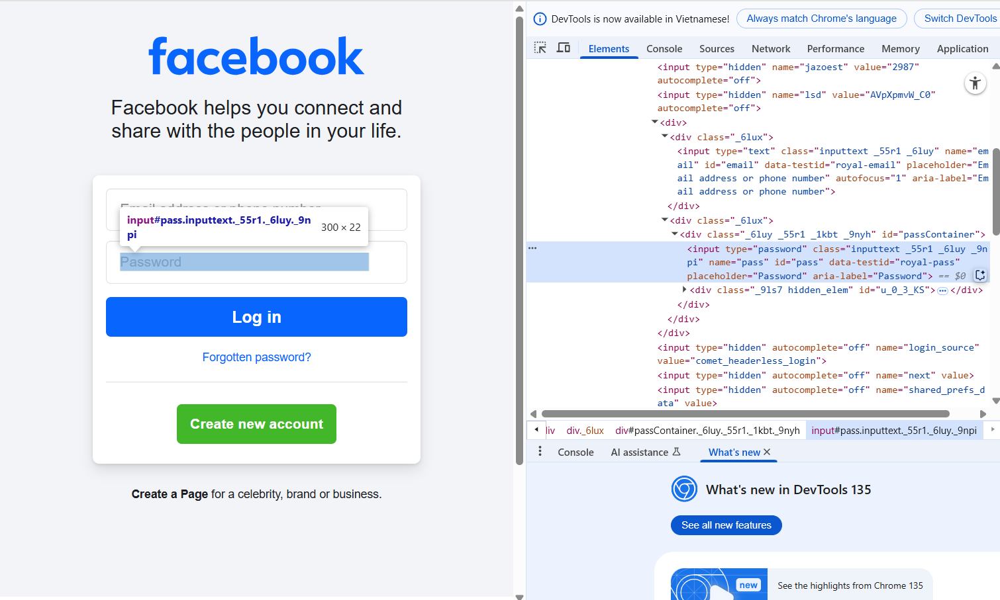 facebook
Facebook helps you connect and
share with the people in your life.
Email address or phone number
input#pass.inputtext._55r1._6luy._9n
pi
300 × 22
Password
Log in
Forgotten password?
Create new account
Create a Page for a celebrity, brand or business.
DevTools is now available in Vietnamese!
Always match Chrome's language
Switch DevTools
Elements
Console
Sources
Network
Performance
Memory
Application
<input type="hidden" name="jazoest" value="2987"
autocomplete="off">
<input type="hidden" name="lsd" value="AVpXpmvW_C0"
autocomplete="off">
<div>
<div class="_6lux">
<input type="text" class="inputtext _55r1 _6luy" name="em
ail" id="email" data-testid="royal-email" placeholder="Em
ail address or phone number" autofocus="1" aria-label="Em
ail address or phone number">
</div>
<div class="_6lux">
<div class="_6luy _55r1 _1kbt _9nyh" id="passContainer">
<input type="password" class="inputtext _55r1 _6luy _9n
pi" name="pass" id="pass" data-testid="royal-pass"
placeholder="Password" aria-label="Password"> == $0
<div class="_9ls7 hidden_elem" id="u_0_3_KS">…</div>
</div>
</div>
</div>
<input type="hidden" autocomplete="off" name="login_source"
value="comet_headerless_login">
<input type="hidden" autocomplete="off" name="next" value>
<input type="hidden" autocomplete="off" name="shared_prefs_d
ata" value>
iv div._6lux div#passContainer._6luy._55r1._1kbt._9nyh input#pass.inputtext._55r1._6luy._9npi
Console
AI assistance
What's new
What's new in DevTools 135
See all new features
new
See the highlights from Chrome 135